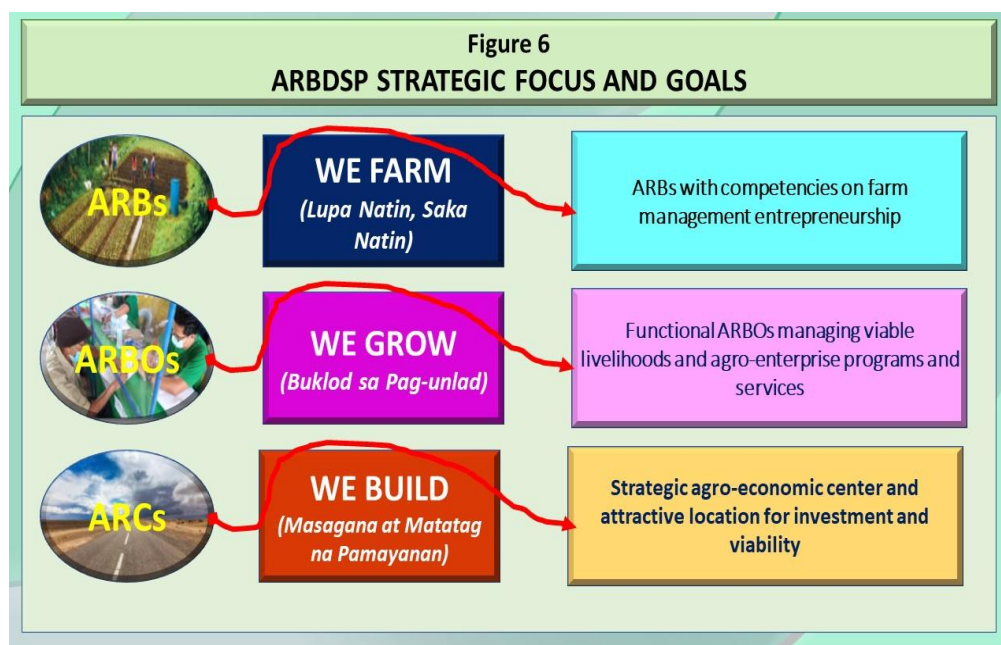 Figure 6
ARBDSP STRATEGIC FOCUS AND GOALS
ARBs
WE FARM
(Lupa Natin, Saka
Natin)
ARBs with competencies on farm
management entrepreneurship
ARBOs
WE GROW
(Buklod sa Pag-unlad)
Functional ARBOs managing viable
livelihoods and agro-enterprise programs and
services
ARCs
WE BUILD
(Masagana at Matatag
na Pamayanan)
Strategic agro-economic center and
attractive location for investment and
viability